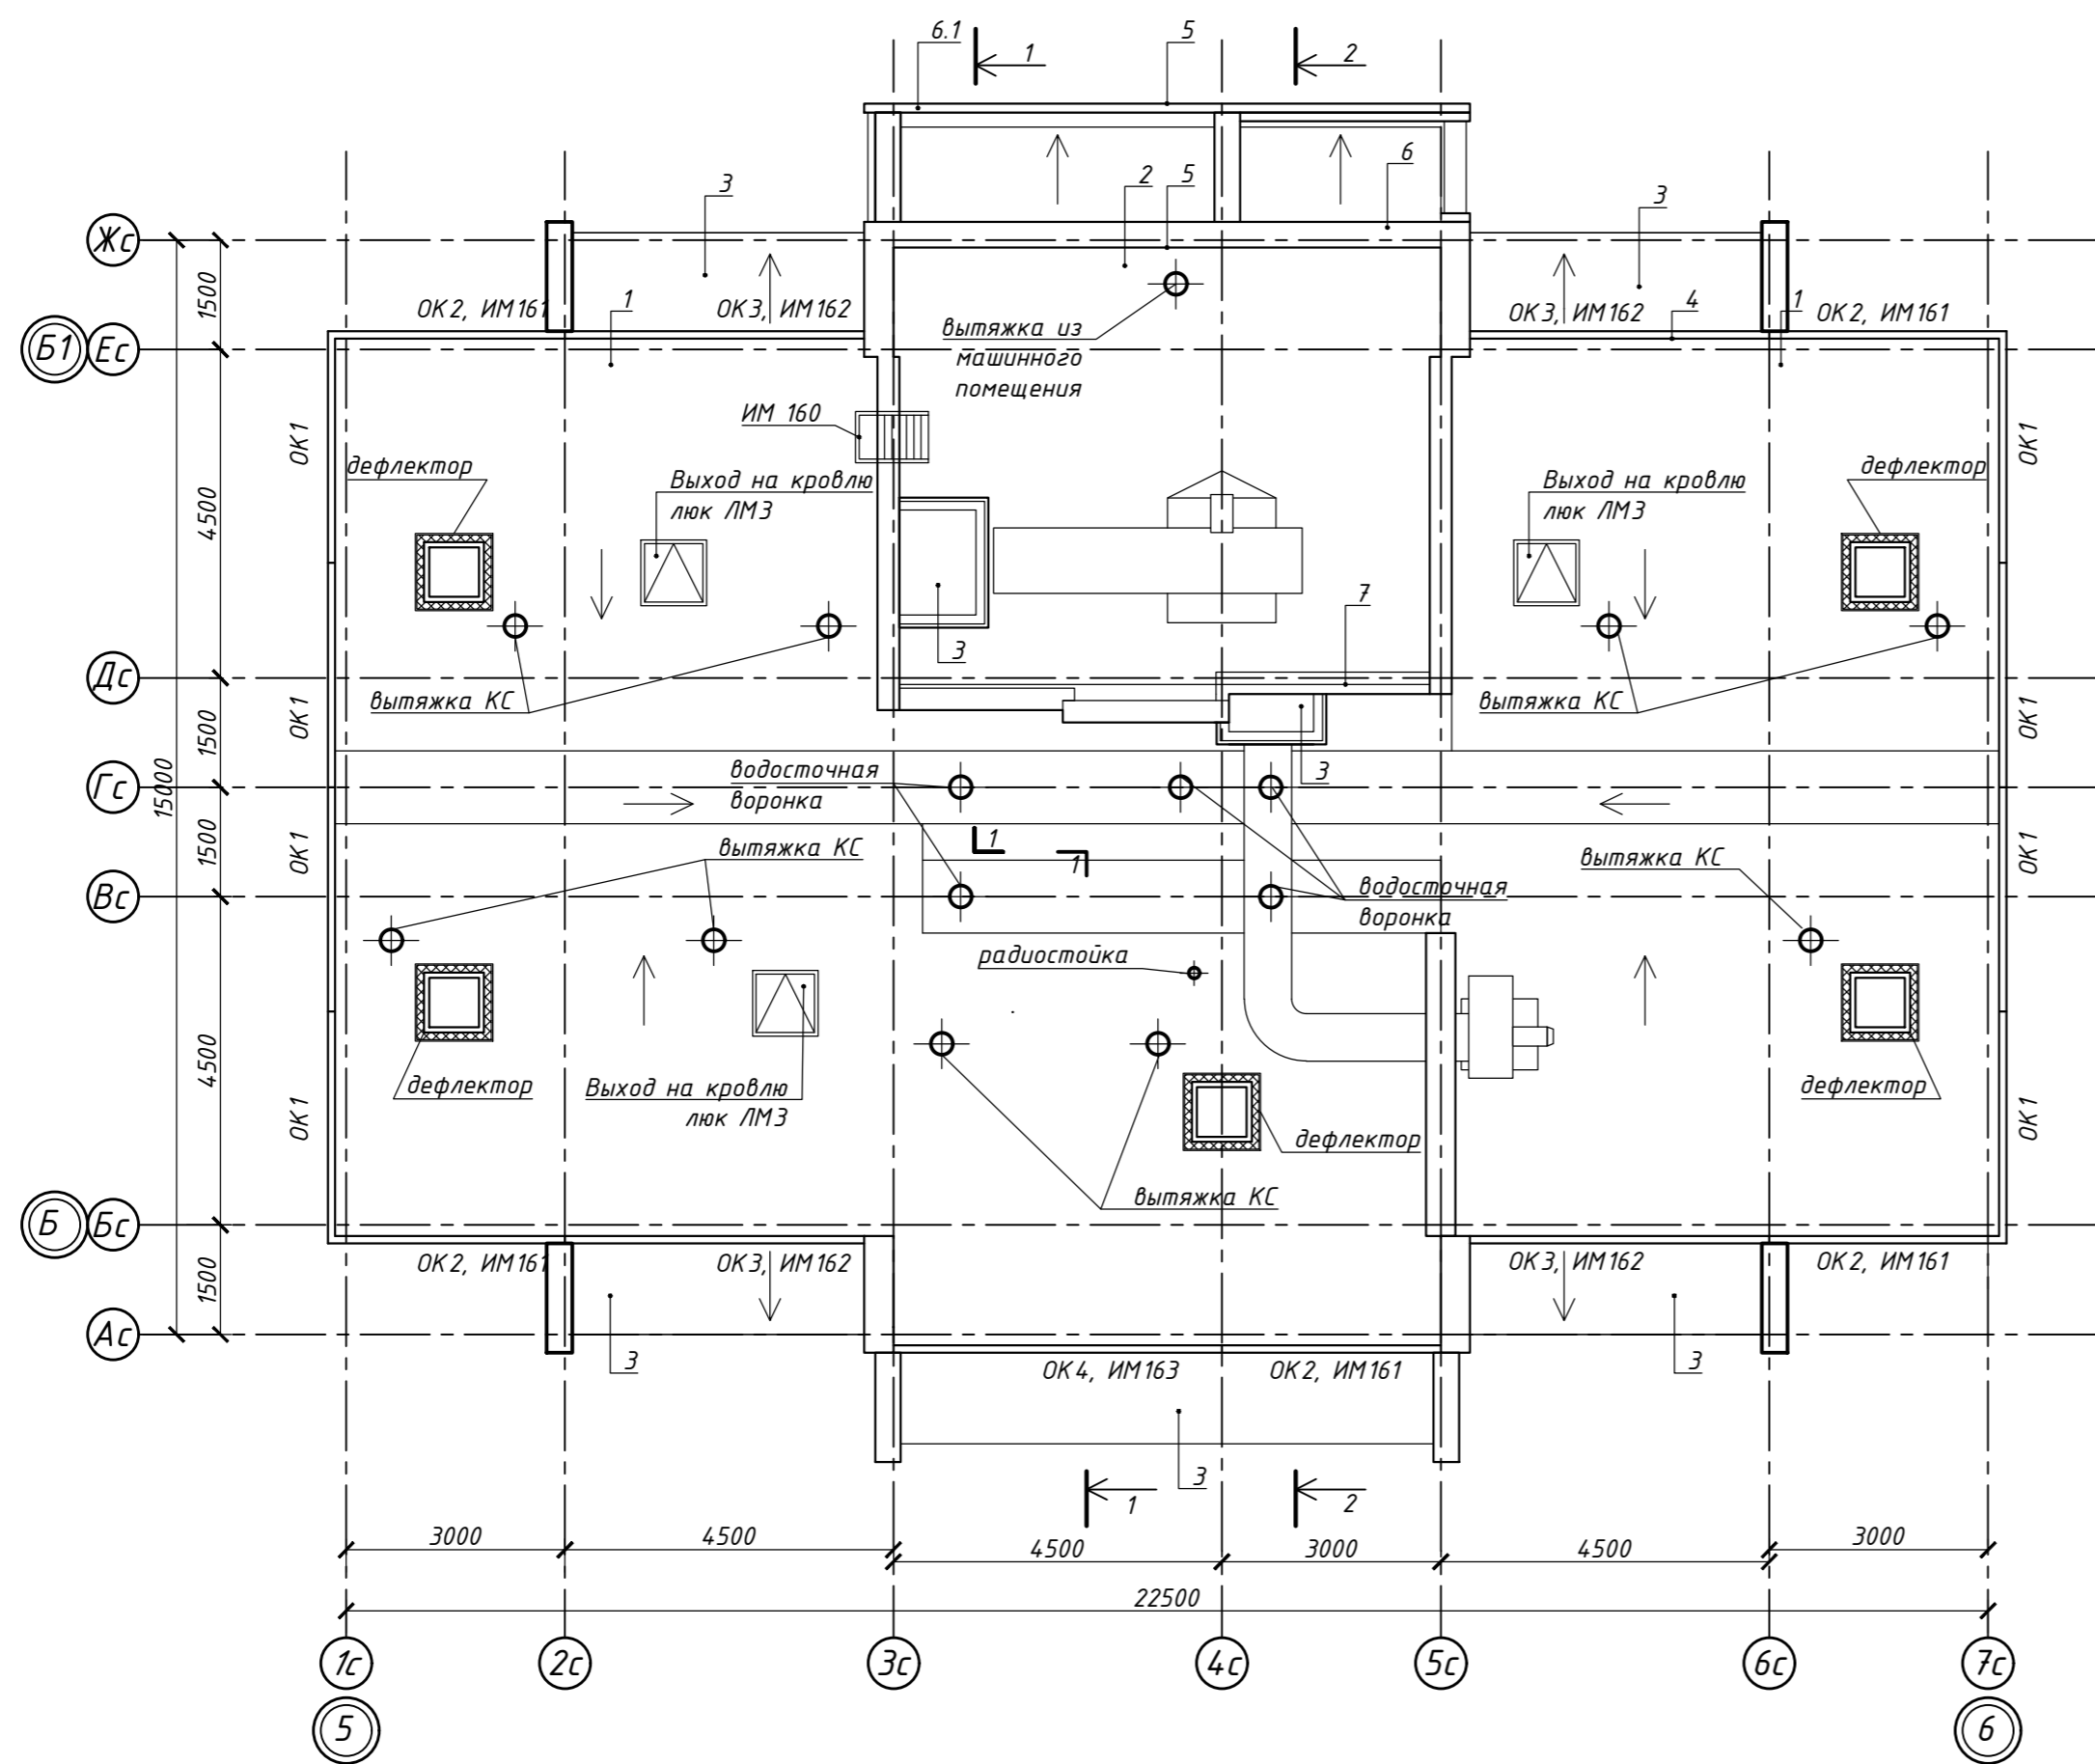 6.1
1
5
2
6
2
5
3
3
Жс
1500
ОК2, ИМ161
1
ОК3, ИМ162
ОК3, ИМ162
4
1
ОК2, ИМ161
вытяжка из
машинного
помещения
Б1
Ес
ИМ 160
ОК1
ОК1
дефлектор
Выход на кровлю
люк ЛМ3
Выход на кровлю
люк ЛМ3
дефлектор
4500
7
3
Дс
вытяжка КС
вытяжка КС
ОК1
ОК1
1500
15000
3
водосточная
воронка
Гс
1500
ОК1
ОК1
1
1
вытяжка КС
вытяжка КС
Вс
водосточная
воронка
радиостойка
4500
дефлектор
Выход на кровлю
люк ЛМ3
дефлектор
ОК1
ОК1
дефлектор
вытяжка КС
Б
Бс
1500
ОК2, ИМ161
ОК3, ИМ162
ОК3, ИМ162
ОК2, ИМ161
Ас
3
3
ОК4, ИМ163
ОК2, ИМ161
3
1
2
3000
4500
4500
3000
4500
3000
22500
1с
2с
3с
4с
5с
6с
7с
5
6